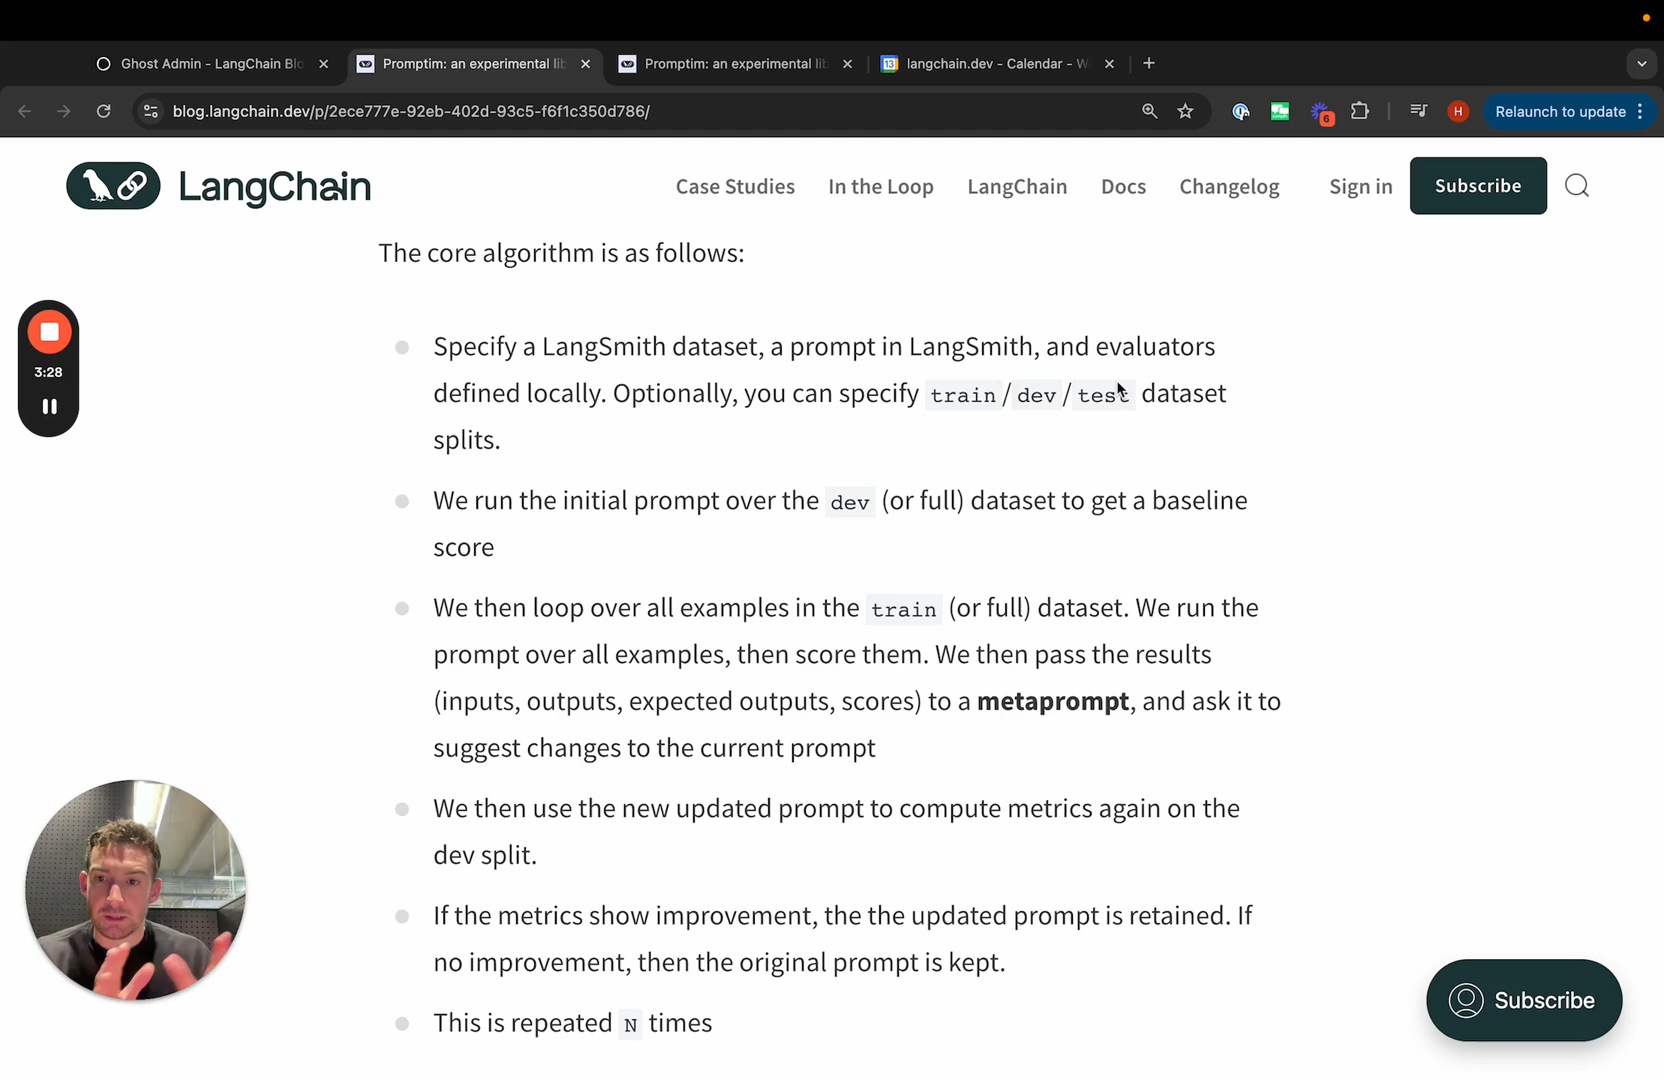 Ghost Admin - LangChain Blo
Promptim: an experimental lib
Promptim: an experimental lib
13
langchain.dev - Calendar - W
blog.langchain.dev/p/2ece777e-92eb-402d-93c5-f6f1c350d786/
6
H
Relaunch to update
LangChain
Case Studies
In the Loop
LangChain
Docs
Changelog
Sign in
Subscribe
The core algorithm is as follows:
Specify a LangSmith dataset, a prompt in LangSmith, and evaluators
defined locally. Optionally, you can specify train/dev/test dataset
splits.
3:28
We run the initial prompt over the dev (or full) dataset to get a baseline
score
We then loop over all examples in the train (or full) dataset. We run the
prompt over all examples, then score them. We then pass the results
(inputs, outputs, expected outputs, scores) to a metaprompt, and ask it to
suggest changes to the current prompt
We then use the new updated prompt to compute metrics again on the
dev split.
If the metrics show improvement, the the updated prompt is retained. If
no improvement, then the original prompt is kept.
This is repeated N times
Subscribe